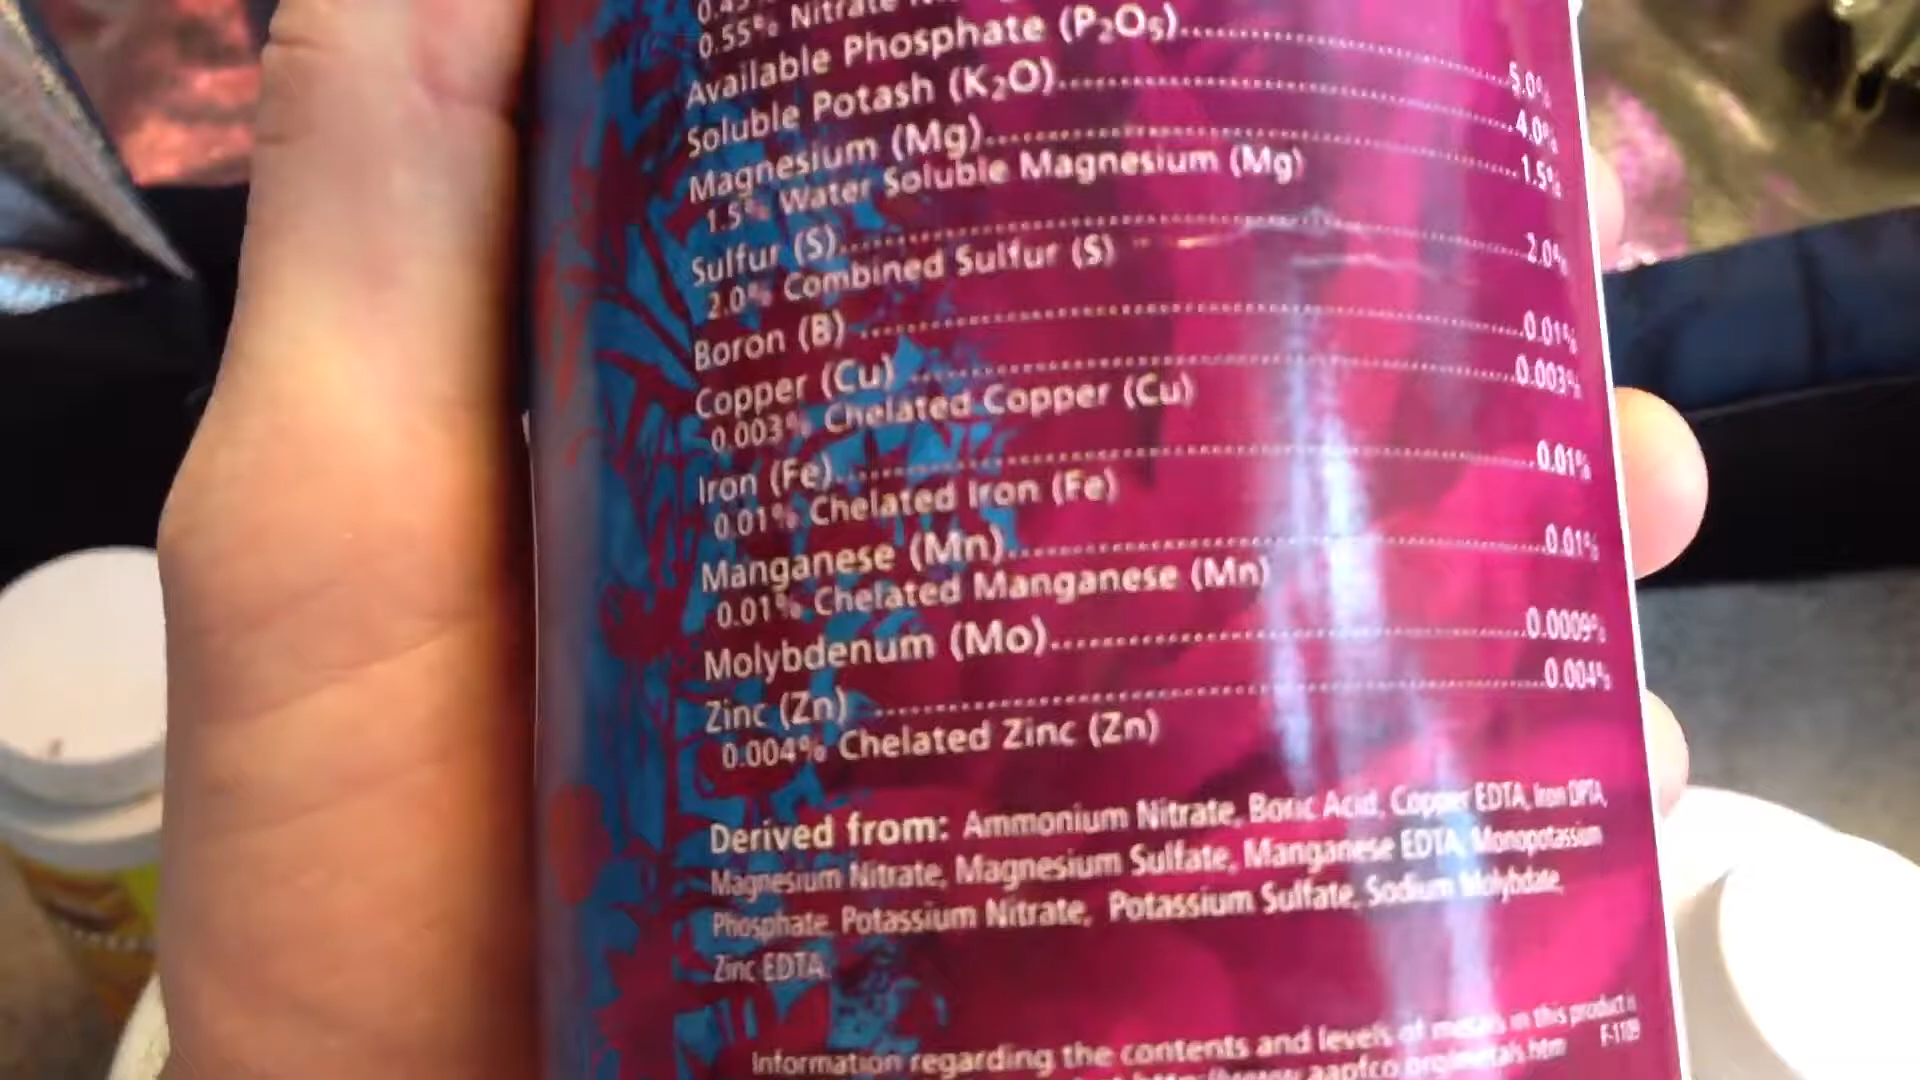 0.55% Nitrate
Available Phosphate (P₂O₅)........5.0%
Soluble Potash (K₂O)........4.0%
Magnesium (Mg)........1.5%
1.5% Water Soluble Magnesium (Mg)
Sulfur (S)........2.0%
2.0% Combined Sulfur (S)
Boron (B)........0.01%
Copper (Cu)........0.003%
0.003% Chelated Copper (Cu)
Iron (Fe)........0.01%
0.01% Chelated Iron (Fe)
Manganese (Mn)........0.01%
0.01% Chelated Manganese (Mn)
Molybdenum (Mo)........0.0009%
Zinc (Zn)........0.004%
0.004% Chelated Zinc (Zn)
Derived from: Ammonium Nitrate, Boric Acid, Copper EDTA, Iron DPTA,
Magnesium Nitrate, Magnesium Sulfate, Manganese EDTA, Monopotassium
Phosphate, Potassium Nitrate, Potassium Sulfate, Sodium Molybdate,
Zinc EDTA.
Information regarding the contents and levels of metals in this product is